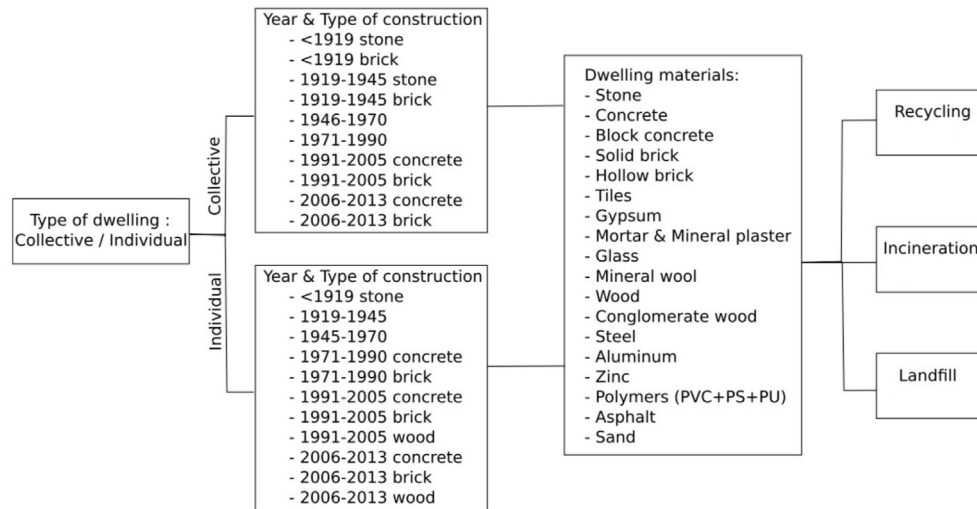 Type of dwelling :
Collective / Individual
Collective
Individual
Year & Type of construction
- <1919 stone
- <1919 brick
- 1919-1945 stone
- 1919-1945 brick
- 1946-1970
- 1971-1990
- 1991-2005 concrete
- 1991-2005 brick
- 2006-2013 concrete
- 2006-2013 brick
Year & Type of construction
- <1919 stone
- 1919-1945
- 1945-1970
- 1971-1990 concrete
- 1971-1990 brick
- 1991-2005 concrete
- 1991-2005 brick
- 1991-2005 wood
- 2006-2013 concrete
- 2006-2013 brick
- 2006-2013 wood
Dwelling materials:
- Stone
- Concrete
- Block concrete
- Solid brick
- Hollow brick
- Tiles
- Gypsum
- Mortar & Mineral plaster
- Glass
- Mineral wool
- Wood
- Conglomerate wood
- Steel
- Aluminum
- Zinc
- Polymers (PVC+PS+PU)
- Asphalt
- Sand
Recycling
Incineration
Landfill